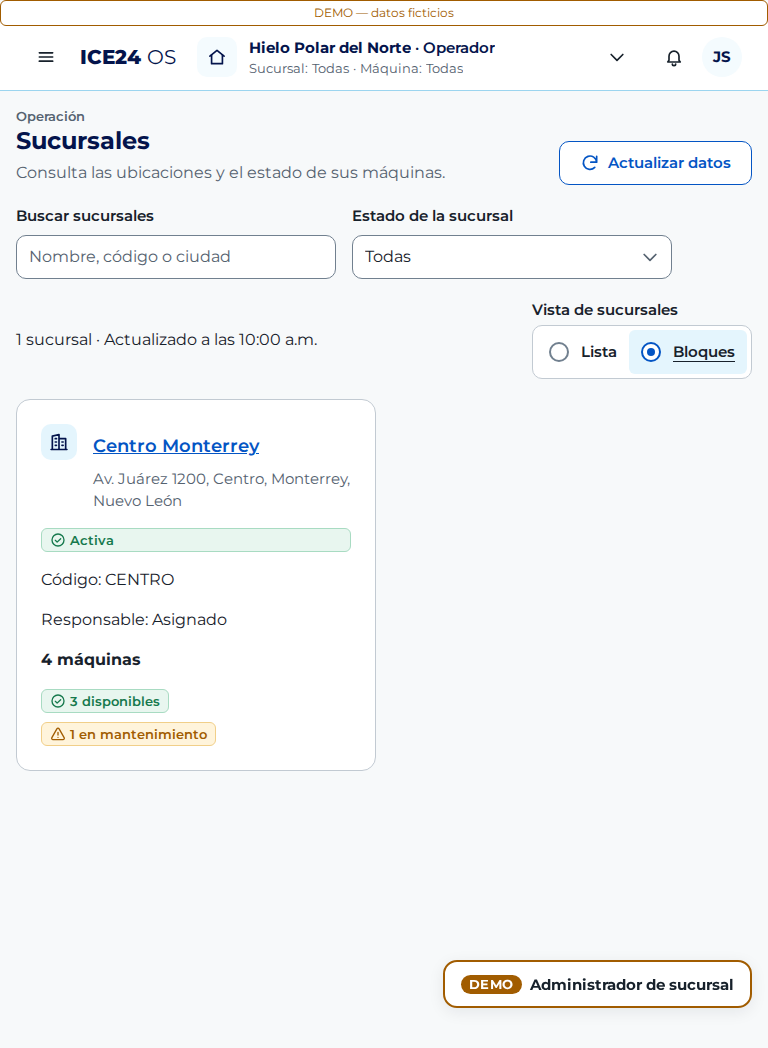 DEMO — datos ficticios
ICE24 OS
Hielo Polar del Norte · Operador
Sucursal: Todas · Máquina: Todas
JS
Operación
Sucursales
Consulta las ubicaciones y el estado de sus máquinas.
Actualizar datos
Buscar sucursales
Estado de la sucursal
Nombre, código o ciudad
Todas
Vista de sucursales
1 sucursal · Actualizado a las 10:00 a.m.
Lista
Bloques
Centro Monterrey
Av. Juárez 1200, Centro, Monterrey,
Nuevo León
Activa
Código: CENTRO
Responsable: Asignado
4 máquinas
3 disponibles
1 en mantenimiento
DEMO Administrador de sucursal